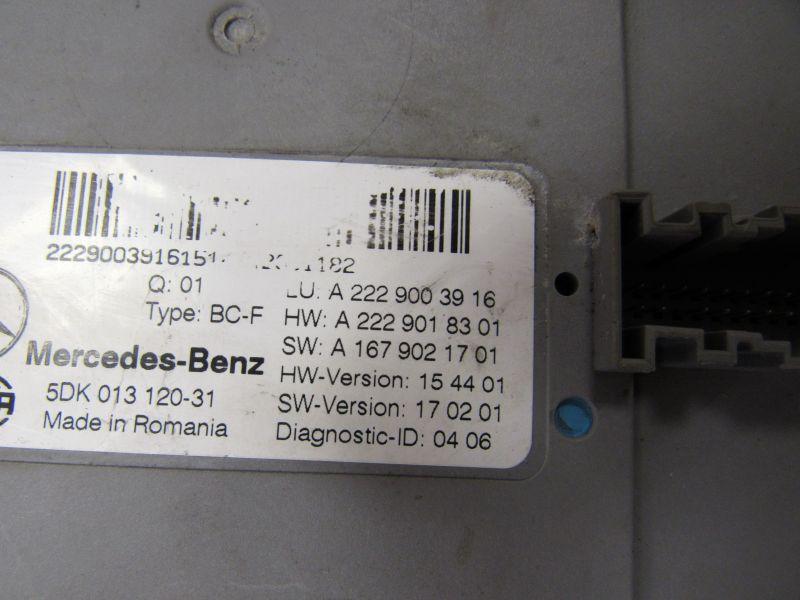 Q: 01
LU: A 222 900 39 16
Type: BC-F
HW: A 222 901 83 01
SW: A 167 902 17 01
Mercedes-Benz
HW-Version: 15 44 01
5DK 013 120-31
SW-Version: 17 02 01
Made in Romania
Diagnostic-ID: 04 06